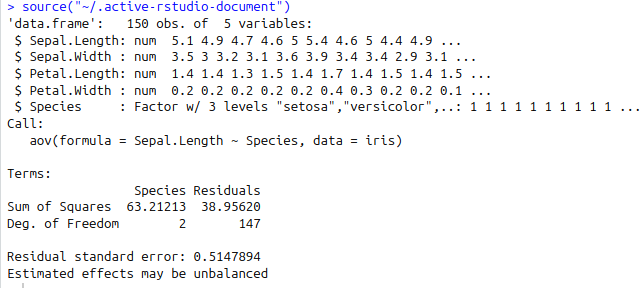 > source("~/.active-rstudio-document")
'data.frame':   150 obs. of  5 variables:
 $ Sepal.Length: num  5.1 4.9 4.7 4.6 5 5.4 4.6 5 4.4 4.9 ...
 $ Sepal.Width : num  3.5 3 3.2 3.1 3.6 3.9 3.4 3.4 2.9 3.1 ...
 $ Petal.Length: num  1.4 1.4 1.3 1.5 1.4 1.7 1.4 1.5 1.4 1.5 ...
 $ Petal.Width : num  0.2 0.2 0.2 0.2 0.2 0.4 0.3 0.2 0.2 0.1 ...
 $ Species     : Factor w/ 3 levels "setosa","versicolor",..: 1 1 1 1 1 1 1 1 1 1 ...
Call:
   aov(formula = Sepal.Length ~ Species, data = iris)

Terms:
                 Species Residuals
Sum of Squares  63.21213  38.95620
Deg. of Freedom        2       147

Residual standard error: 0.5147894
Estimated effects may be unbalanced